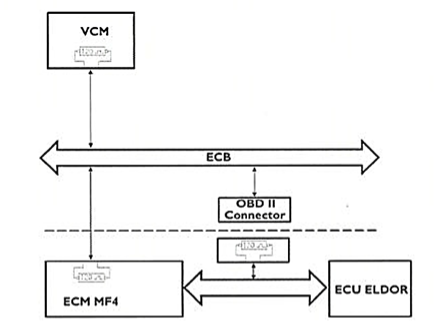 VCM
ECB
OBD II
Connector
ECM MF4
ECU ELDOR